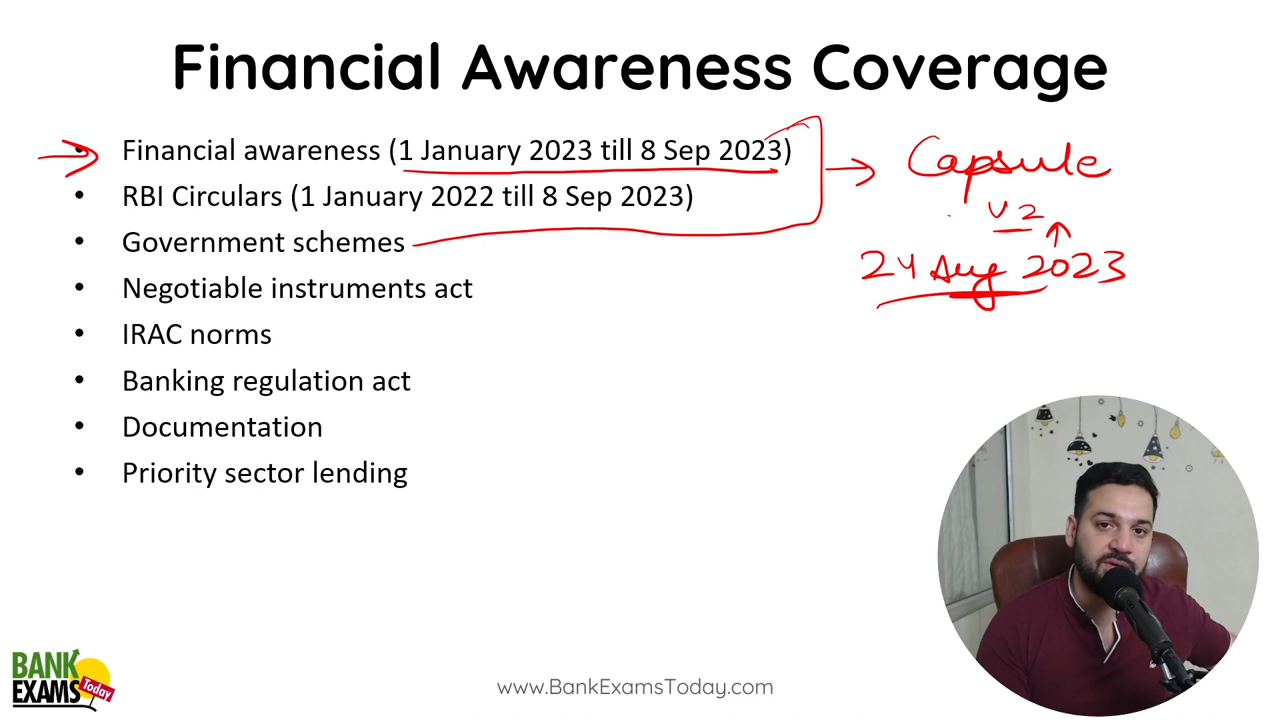 Financial Awareness Coverage
• Financial awareness (1 January 2023 till 8 Sep 2023)
• RBI Circulars (1 January 2022 till 8 Sep 2023)
• Government schemes
• Negotiable instruments act
• IRAC norms
• Banking regulation act
• Documentation
• Priority sector lending
Capsule
V2
24 Aug 2023
BANK
EXAMS
Today
www.BankExamsToday.com